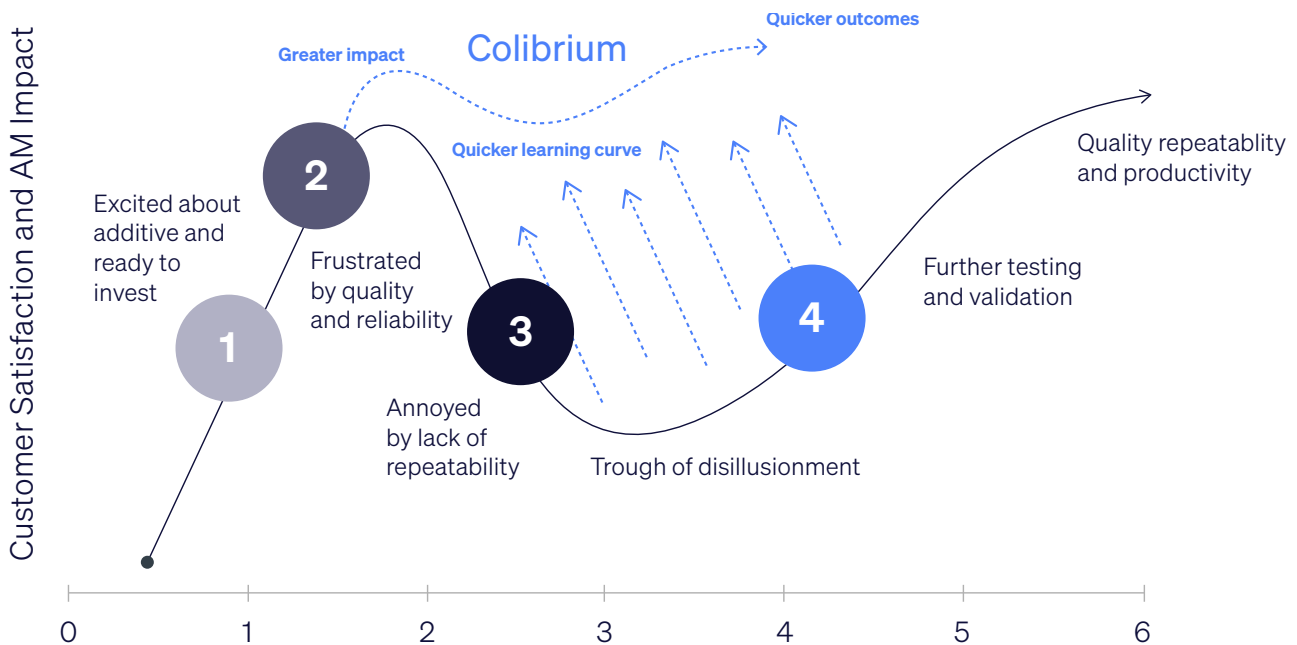 Customer Satisfaction and AM Impact
Quicker outcomes
Greater impact
Colibrium
Quicker learning curve
Quality repeatablity
and productivity
2
Excited about
additive and
ready to
invest
Frustrated
by quality
and reliability
Further testing
and validation
1
3
4
Annoyed
by lack of
repeatability
Trough of disillusionment
0 1 2 3 4 5 6